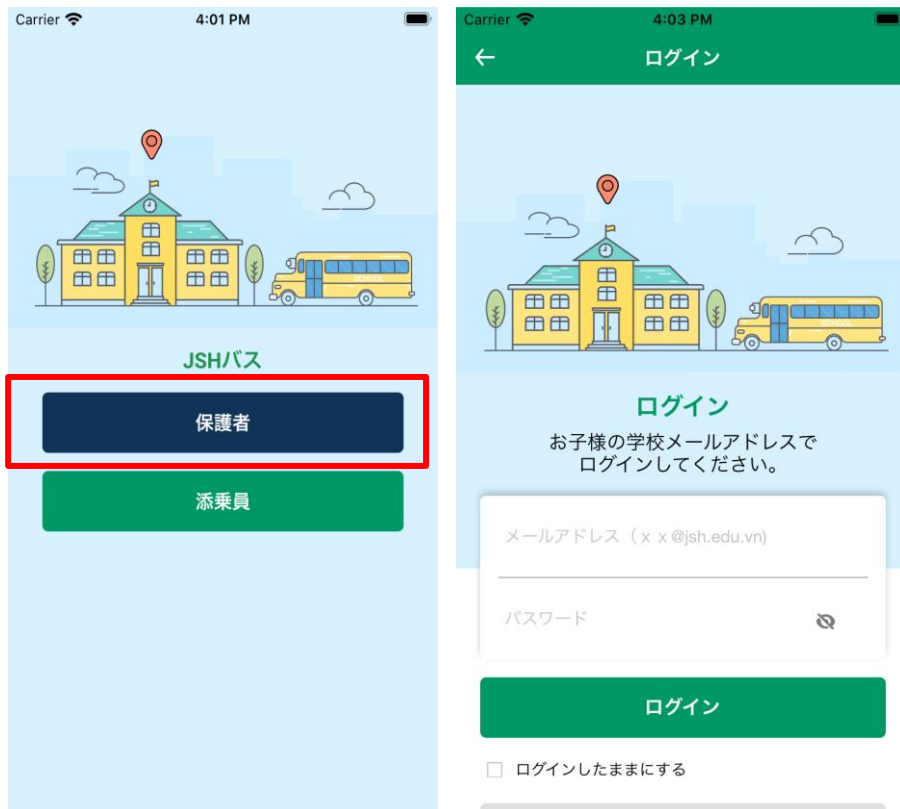 Carrier
4:01 PM
JSHバス
保護者
添乗員
Carrier
4:03 PM
ログイン
SCHOOL
ログイン
お子様の学校メールアドレスで
ログインしてください。
メールアドレス（ｘｘ@jsh.edu.vn)
パスワード
ログイン
ログインしたままにする